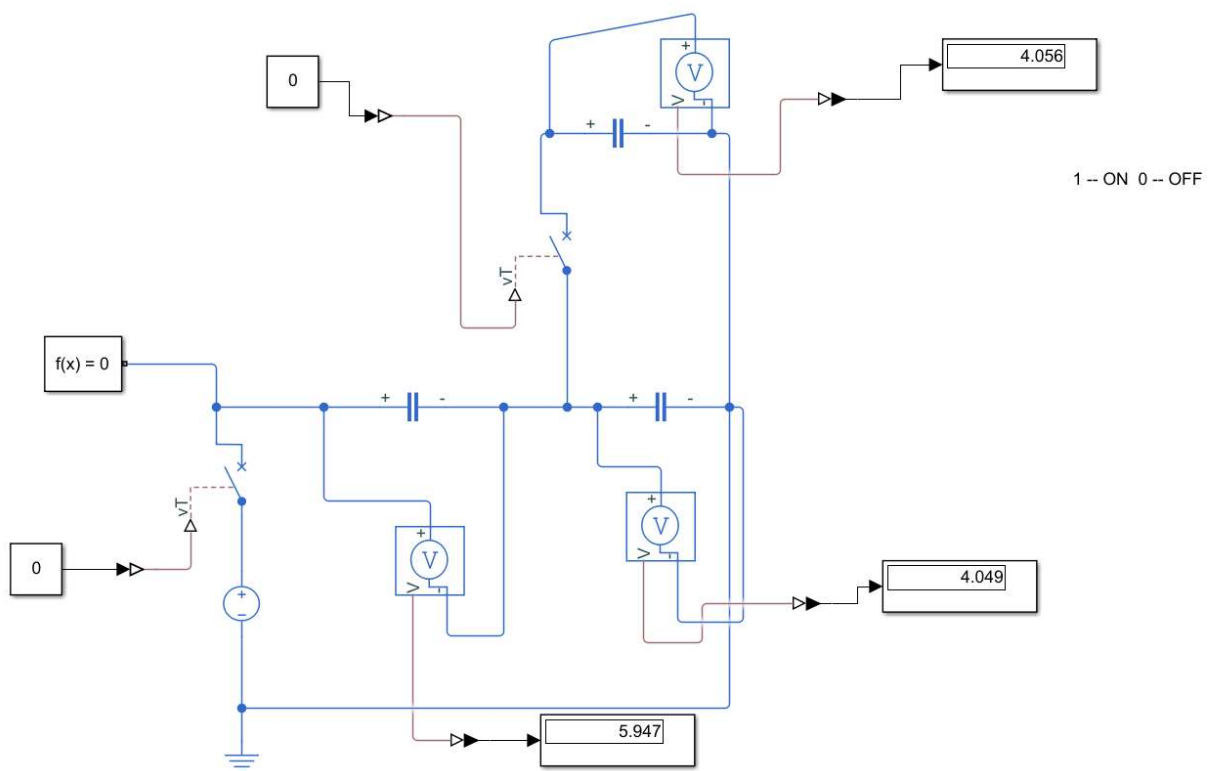 4.056
0
+
V
V
-
+ -
1 -- ON 0 -- OFF
vT
f(x) = 0
+ -
+ -
vT
+
V
V
-
+
V
V
-
0
4.049
+
−
5.947